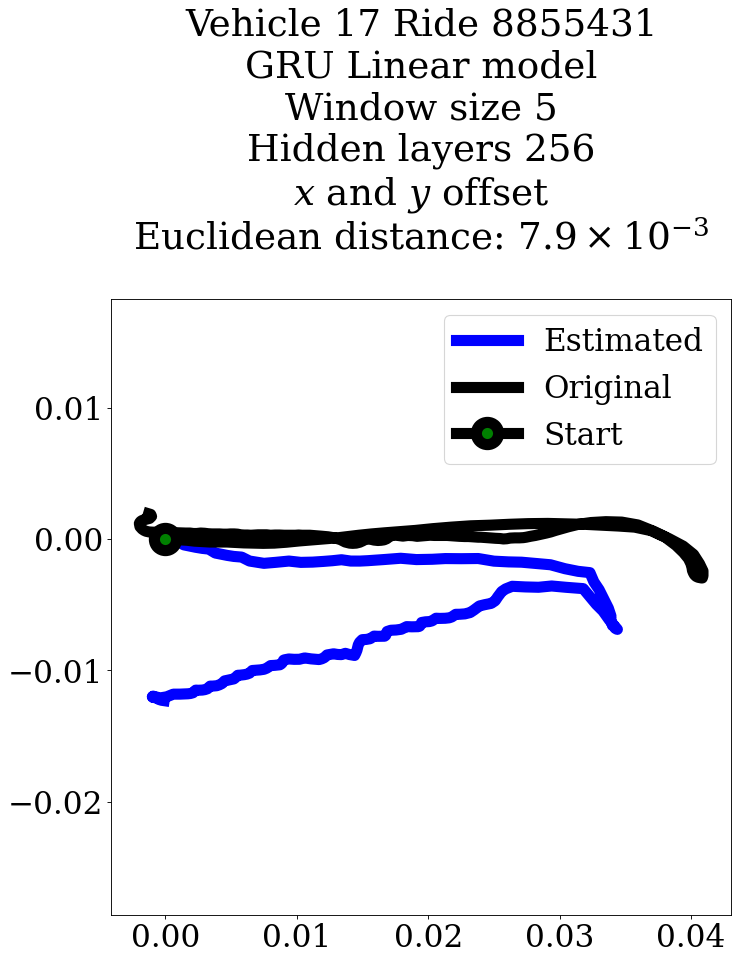 Vehicle 17 Ride 8855431
GRU Linear model
Window size 5
Hidden layers 256
x and y offset
Euclidean distance: 7.9 × 10⁻³
Estimated
Original
Start
0.01
0.00
−0.01
−0.02
0.00 0.01 0.02 0.03 0.04